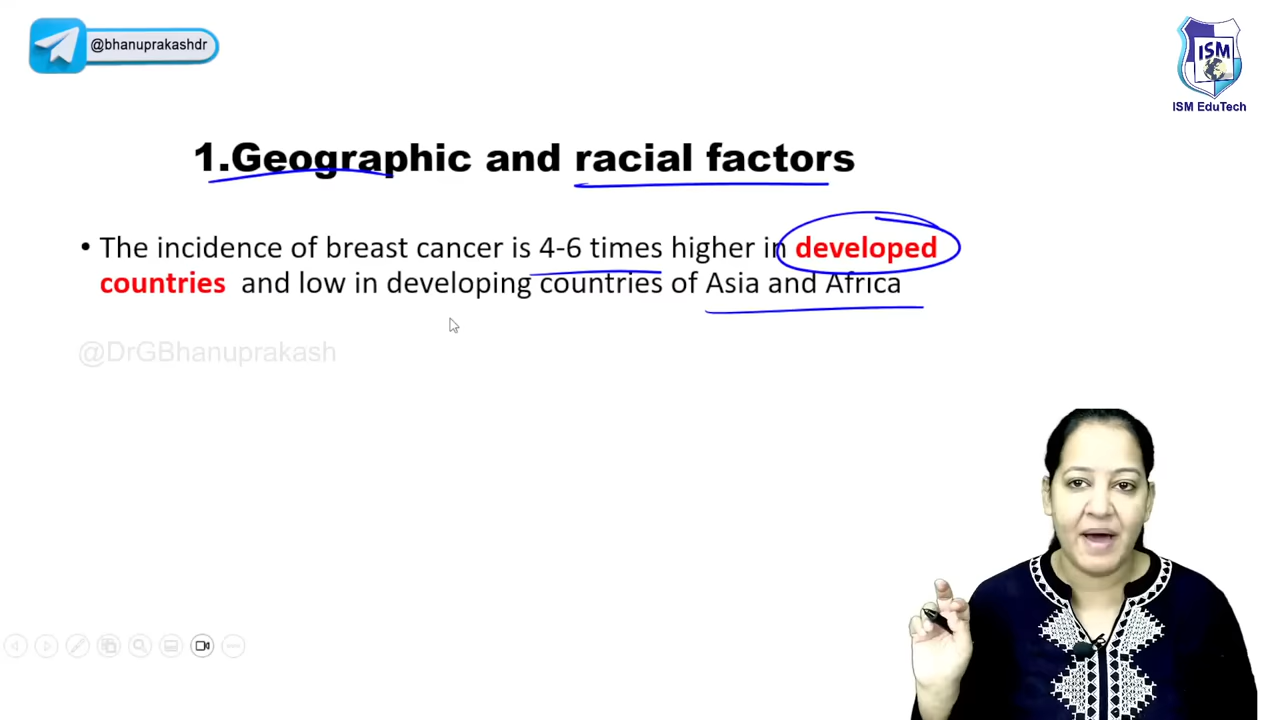 @bhanuprakashdr
ISM
ISM EduTech
1.Geographic and racial factors
• The incidence of breast cancer is 4-6 times higher in developed
countries and low in developing countries of Asia and Africa
@DrGBhanuprakash